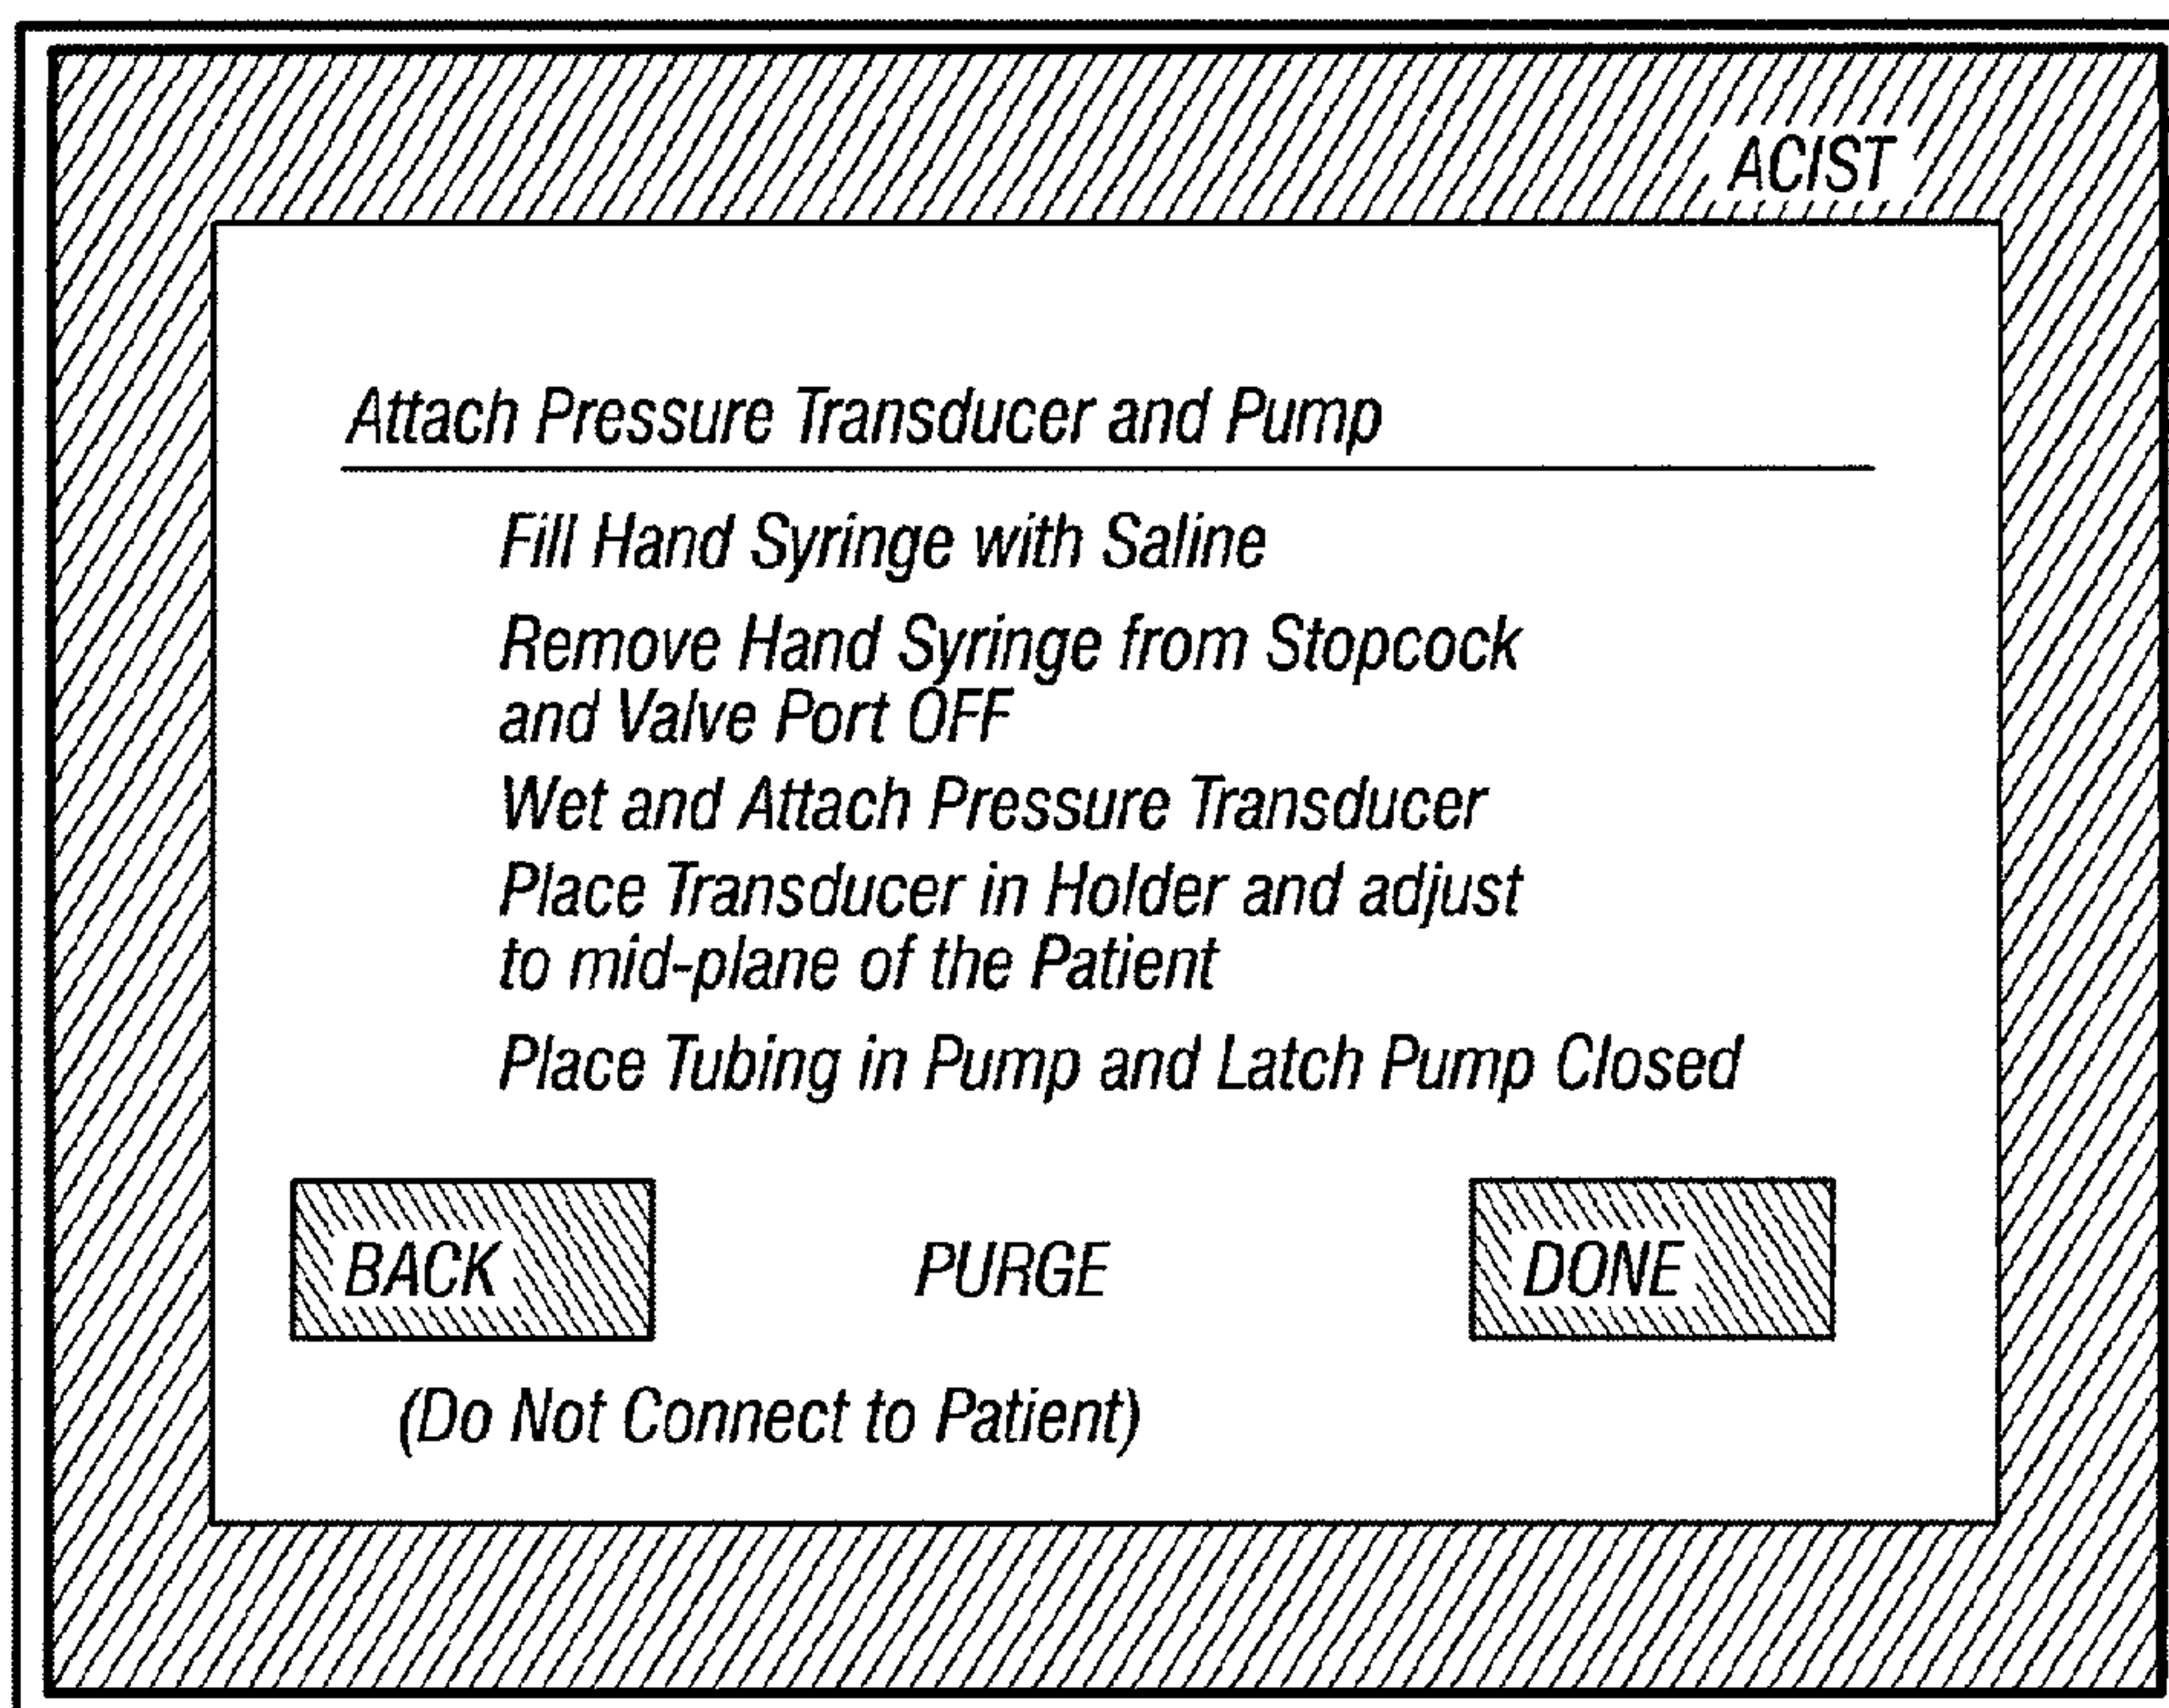 ACIST
Attach Pressure Transducer and Pump
Fill Hand Syringe with Saline
Remove Hand Syringe from Stopcock
and Valve Port OFF
Wet and Attach Pressure Transducer
Place Transducer in Holder and adjust
to mid-plane of the Patient
Place Tubing in Pump and Latch Pump Closed
BACK PURGE DONE
(Do Not Connect to Patient)